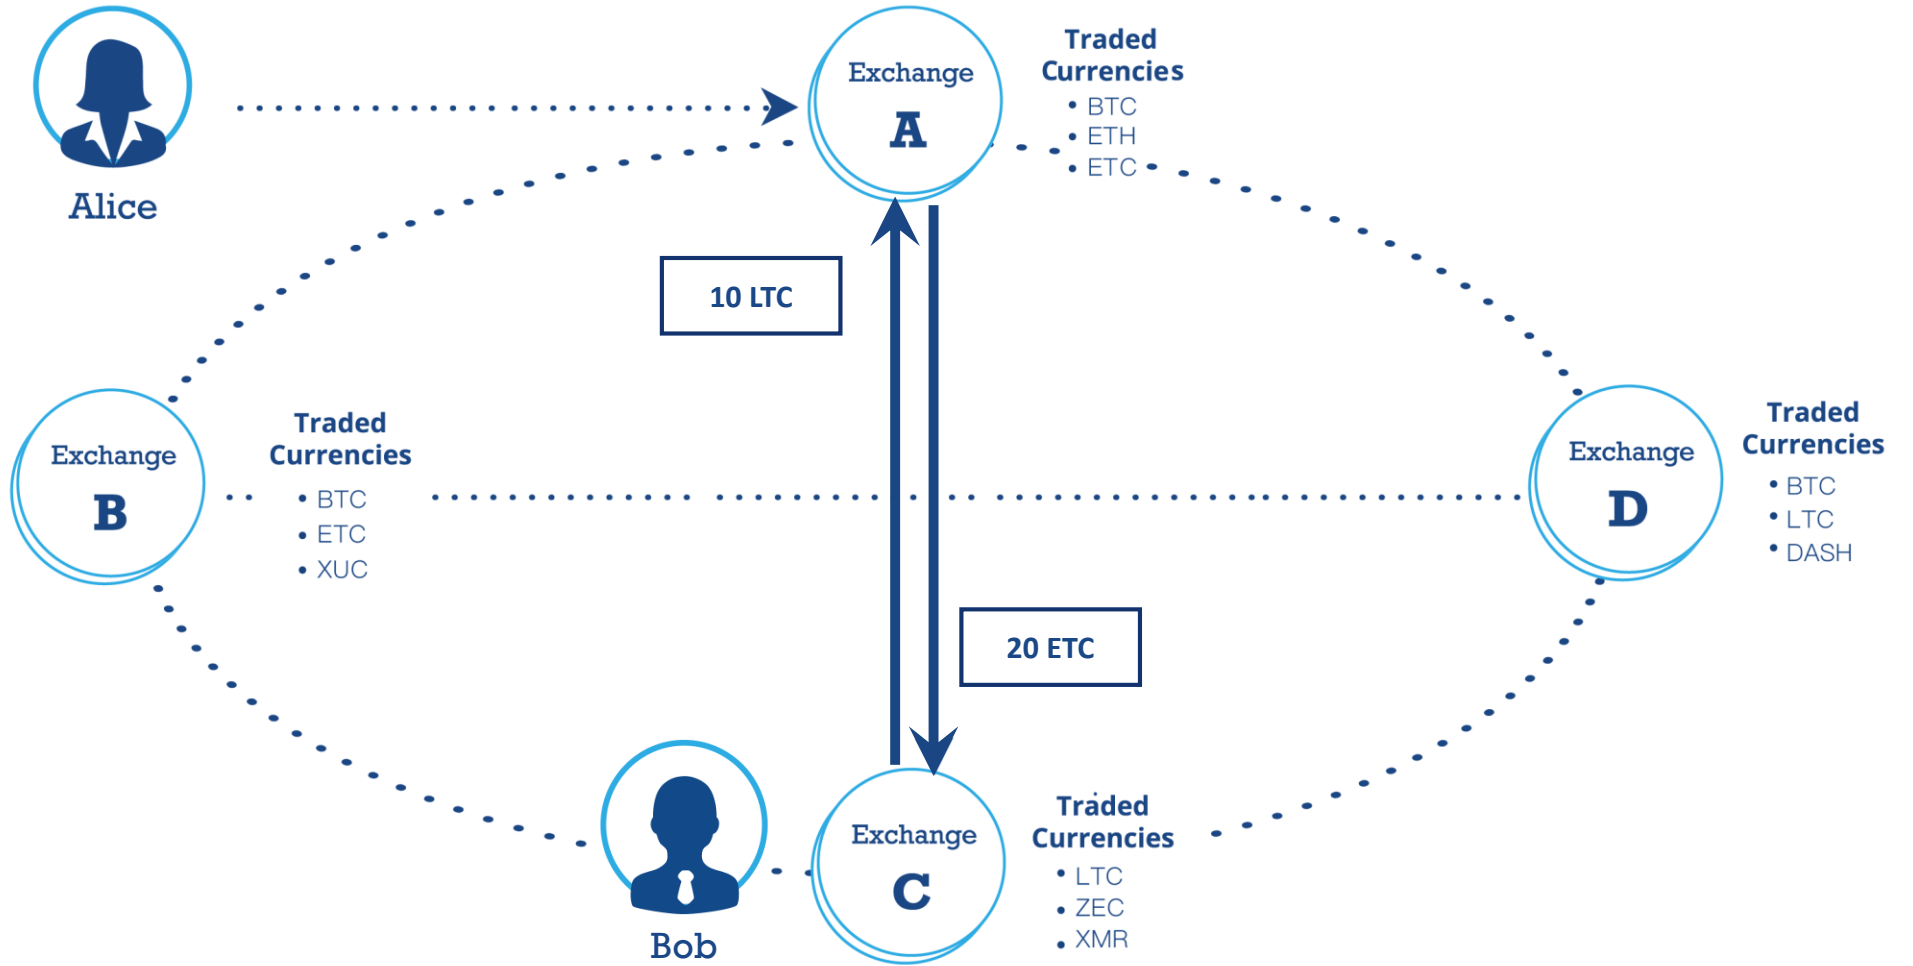 Alice
Exchange
A
Traded
Currencies
• BTC
• ETH
• ETC
10 LTC
Exchange
B
Traded
Currencies
• BTC
• ETC
• XUC
Exchange
D
Traded
Currencies
• BTC
• LTC
• DASH
20 ETC
Bob
Exchange
C
Traded
Currencies
• LTC
• ZEC
• XMR